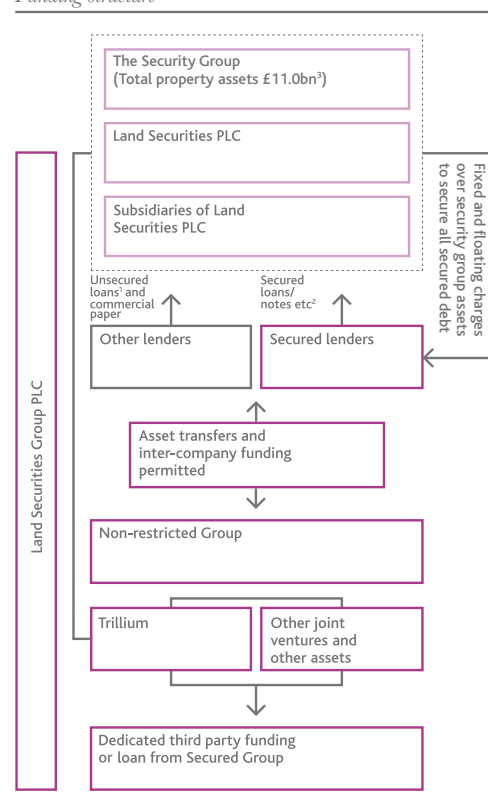 Funding structure
The Security Group
(Total property assets £11.0bn³)
Land Securities PLC
Subsidiaries of Land
Securities PLC
Fixed and floating charges
over security group assets
to secure all secured debt
Unsecured
loans¹ and
commercial
paper
Secured
loans/
notes etc²
Other lenders
Secured lenders
Asset transfers and
inter-company funding
permitted
Land Securities Group PLC
Non-restricted Group
Trillium
Other joint
ventures and
other assets
Dedicated third party funding
or loan from Secured Group